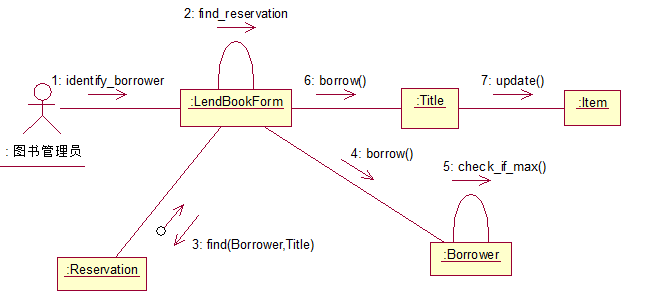 2: find_reservation
1: identify_borrower
6: borrow()
7: update()
:LendBookForm
:Title
:Item
: 图书管理员
4: borrow()
5: check_if_max()
3: find(Borrower,Title)
:Reservation
:Borrower